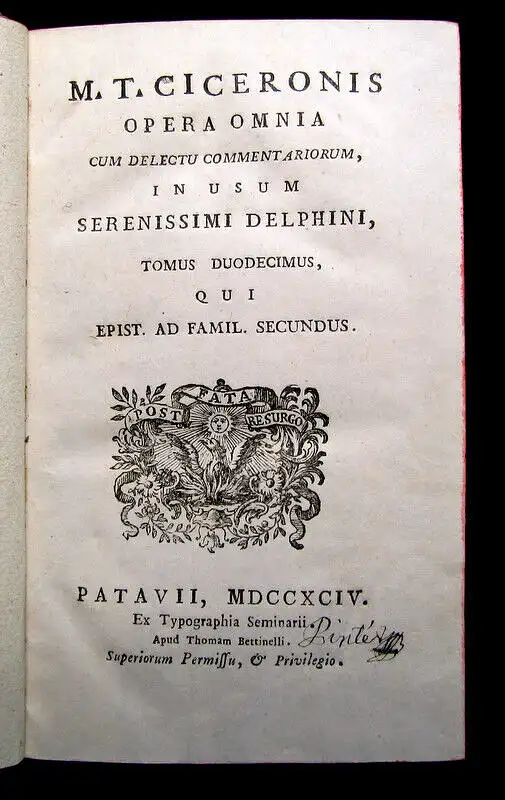 M. T. CICERONIS
OPERA OMNIA
CUM DELECTU COMMENTARIORUM,
IN USUM
SERENISSIMI DELPHINI,
TOMUS DUODECIMUS,
QUI
EPIST. AD FAMIL. SECUNDUS.
POST FATA RESURGO
PATAVII, MDCCXCIV.
Ex Typographia Seminarii.
Apud Thomam Bettinelli.
Superiorum Permiſſu, & Privilegio.